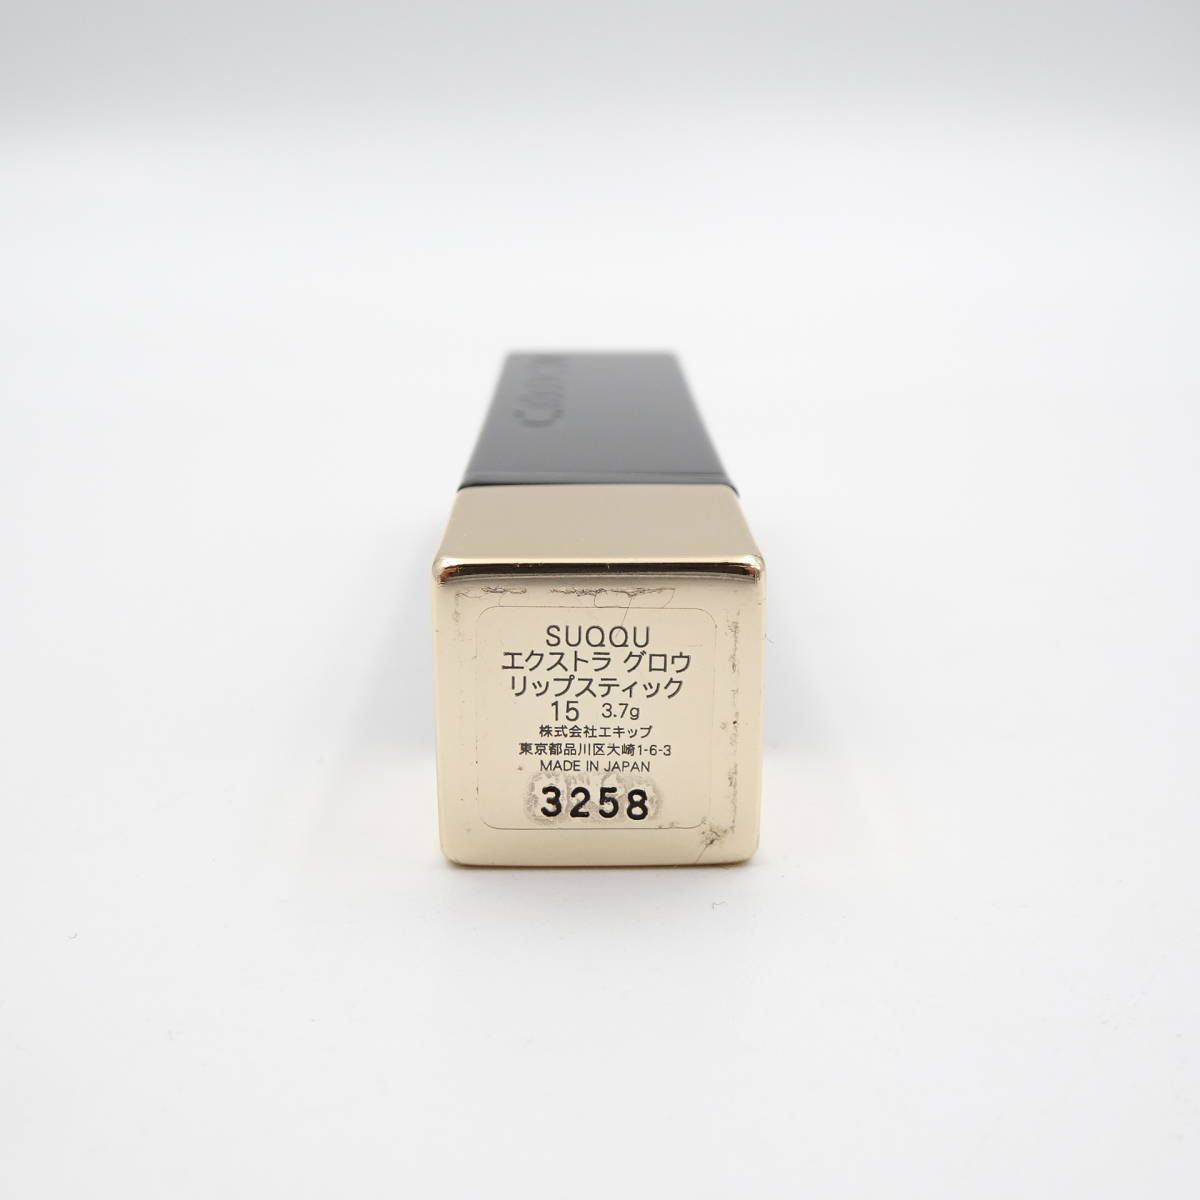 SUQQU
エクストラ グロウ
リップスティック
15 3.7g
株式会社エキップ
東京都品川区大崎1-6-3
MADE IN JAPAN
3258